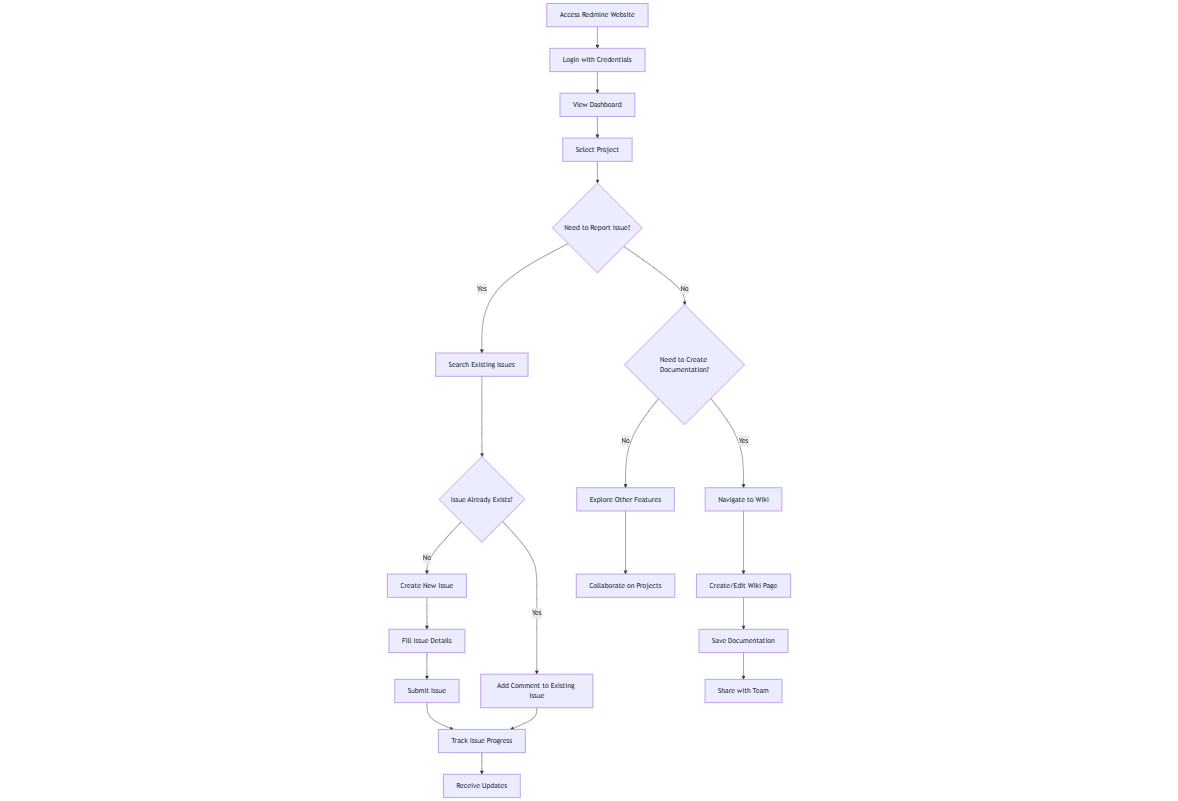 Access Redmine Website
Login with Credentials
View Dashboard
Select Project
Need to Report Issue?
Yes
No
Search Existing Issues
Need to Create
Documentation?
No
Yes
Issue Already Exists?
Explore Other Features
Navigate to Wiki
No
Yes
Create New Issue
Collaborate on Projects
Create/Edit Wiki Page
Fill Issue Details
Save Documentation
Submit Issue
Add Comment to Existing
Issue
Share with Team
Track Issue Progress
Receive Updates